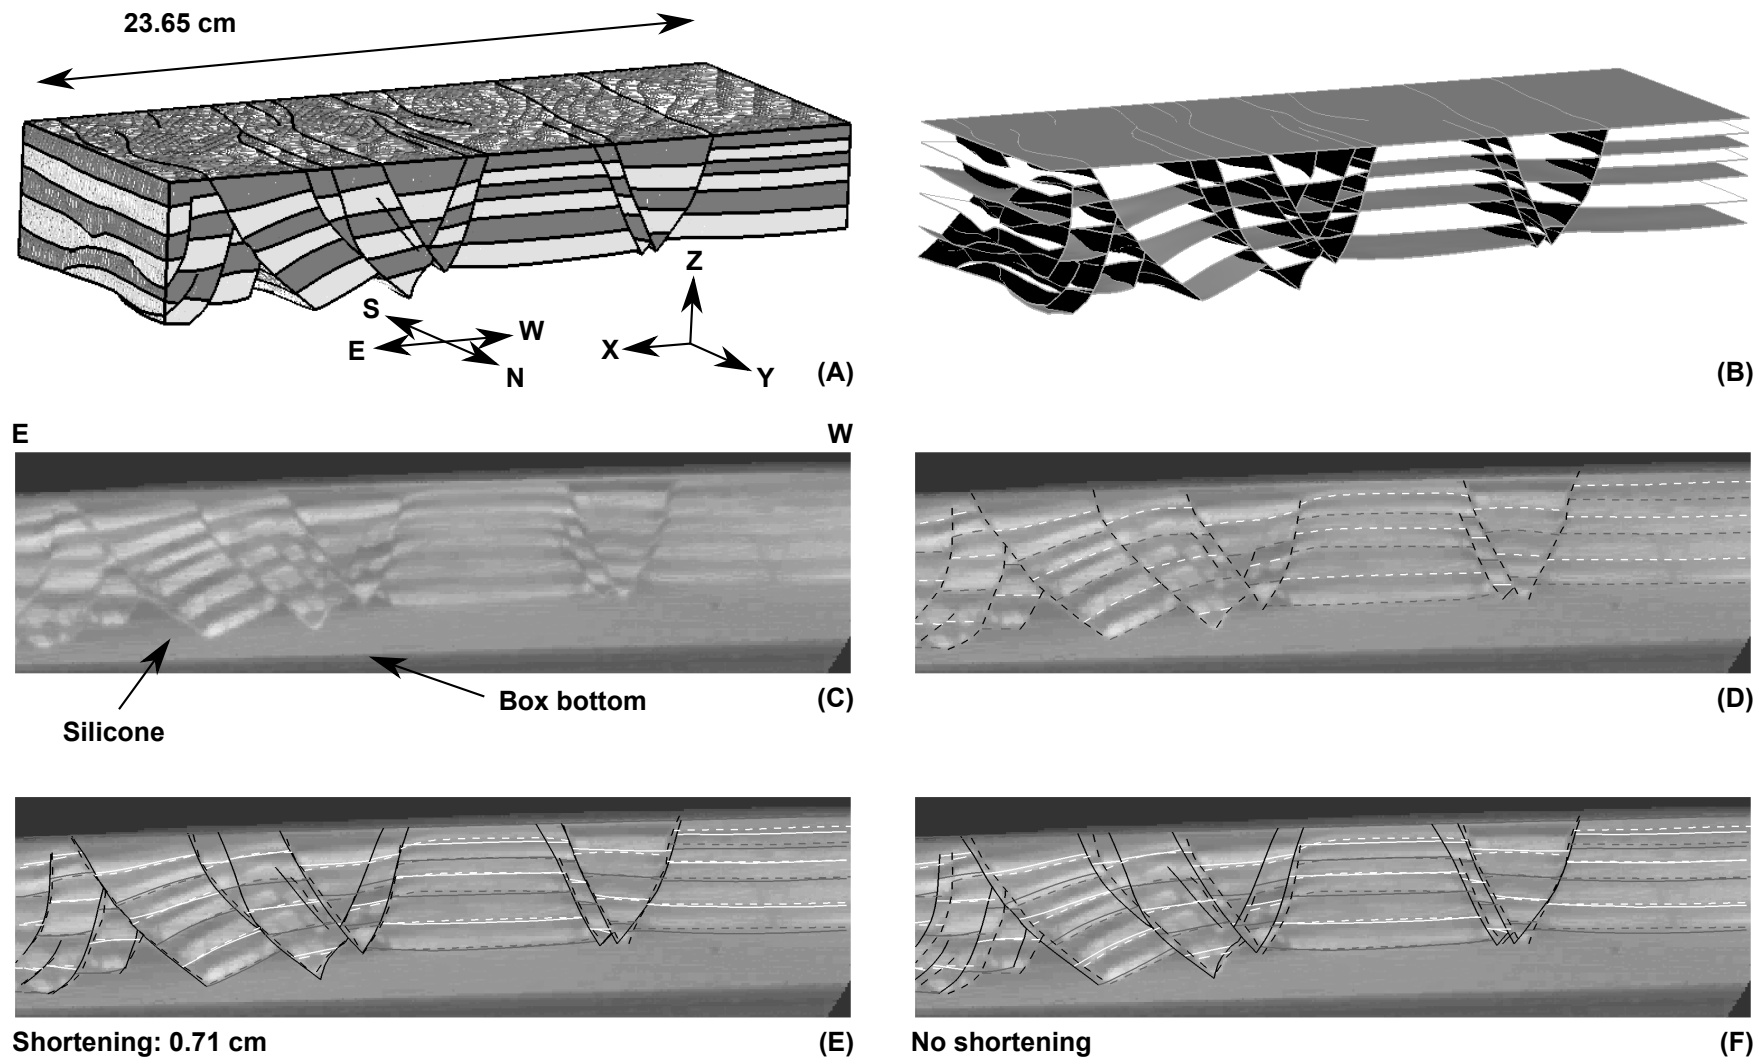 23.65 cm
S
W
E
N
Z
X
Y
(A)
(B)
E
W
Silicone
Box bottom
(C)
(D)
Shortening: 0.71 cm
(E)
No shortening
(F)